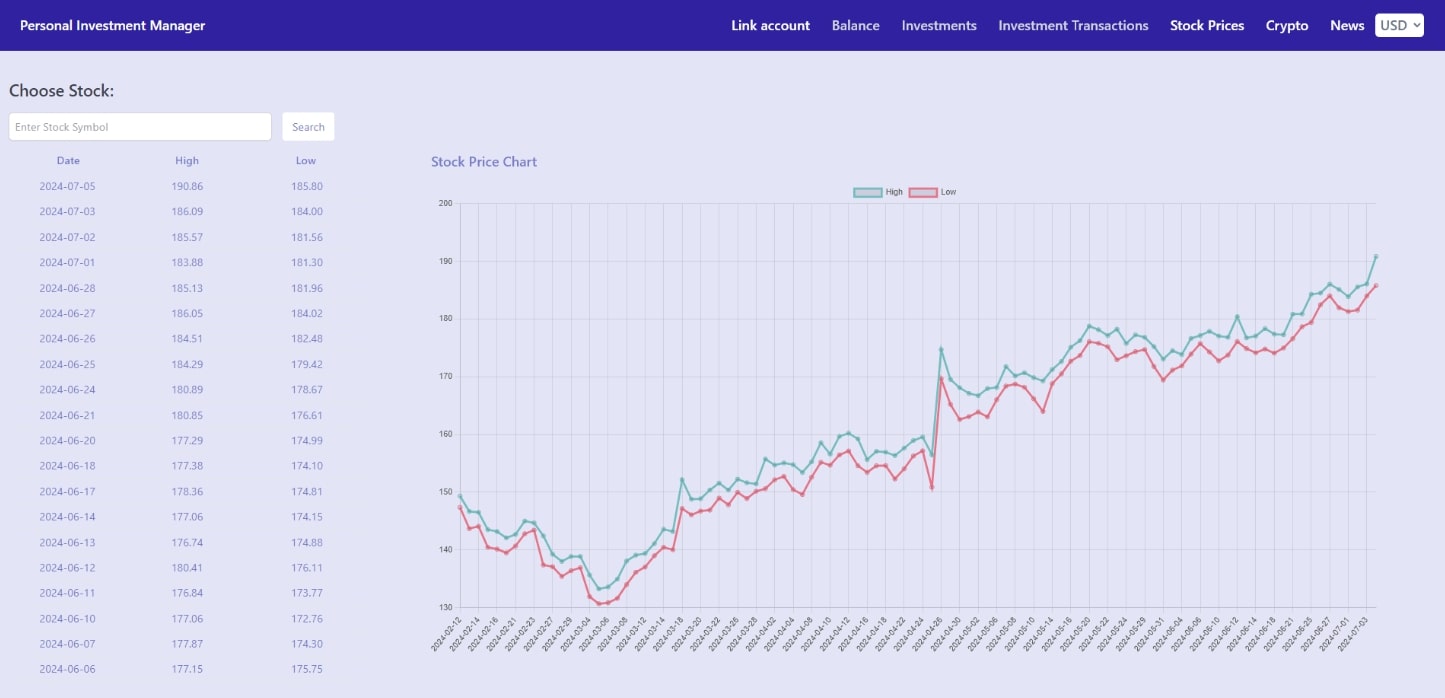 Personal Investment Manager Link account Balance Investments Investment Transactions Stock Prices Crypto News USD
Choose Stock:
Enter Stock Symbol Search
Date High Low
2024-07-05 190.86 185.80
2024-07-03 186.09 184.00
2024-07-02 185.57 181.56
2024-07-01 183.88 181.30
2024-06-28 185.13 181.96
2024-06-27 186.05 184.02
2024-06-26 184.51 182.48
2024-06-25 184.29 179.42
2024-06-24 180.89 178.67
2024-06-21 180.85 176.61
2024-06-20 177.29 174.99
2024-06-18 177.38 174.10
2024-06-17 178.36 174.81
2024-06-14 177.06 174.15
2024-06-13 176.74 174.88
2024-06-12 180.41 176.11
2024-06-11 176.84 173.77
2024-06-10 177.06 172.76
2024-06-07 177.87 174.30
2024-06-06 177.15 175.75
Stock Price Chart
High Low
200
190
180
170
160
150
140
130
2024-02-12 2024-02-14 2024-02-16 2024-02-21 2024-02-23 2024-02-27 2024-02-29 2024-03-04 2024-03-06 2024-03-08 2024-03-12 2024-03-14 2024-03-18 2024-03-20 2024-03-22 2024-03-26 2024-03-28 2024-04-02 2024-04-04 2024-04-08 2024-04-10 2024-04-12 2024-04-16 2024-04-18 2024-04-22 2024-04-24 2024-04-26 2024-04-30 2024-05-02 2024-05-06 2024-05-08 2024-05-10 2024-05-14 2024-05-16 2024-05-20 2024-05-22 2024-05-24 2024-05-29 2024-05-31 2024-06-04 2024-06-06 2024-06-10 2024-06-12 2024-06-14 2024-06-18 2024-06-21 2024-06-25 2024-06-27 2024-07-01 2024-07-03